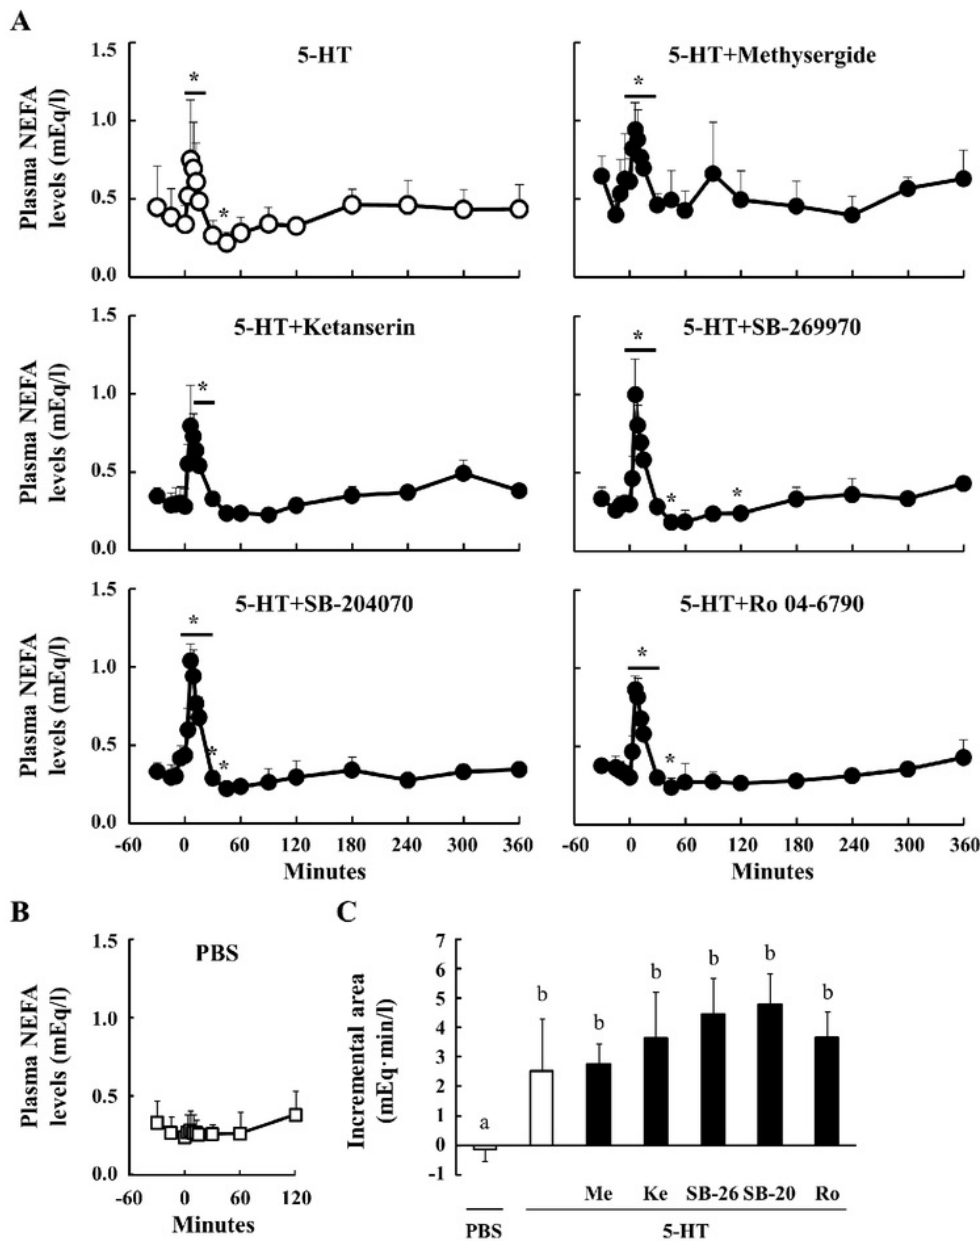 A
1.5
1.0
0.5
0.0
Plasma NEFA
levels (mEq/l)
5-HT
*
*
5-HT+Methysergide
*
1.5
1.0
0.5
0.0
Plasma NEFA
levels (mEq/l)
5-HT+Ketanserin
*
5-HT+SB-269970
*
*
*
1.5
1.0
0.5
0.0
Plasma NEFA
levels (mEq/l)
5-HT+SB-204070
*
*
*
-60 0 60 120 180 240 300 360
Minutes
5-HT+Ro 04-6790
*
*
-60 0 60 120 180 240 300 360
Minutes
B
1.5
1.0
0.5
0.0
Plasma NEFA
levels (mEq/l)
PBS
-60 0 60 120
Minutes
C
7
6
5
4
3
2
1
0
-1
Incremental area
(mEq·min/l)
a
b
b
b
b
b
b
Me Ke SB-26 SB-20 Ro
PBS 5-HT